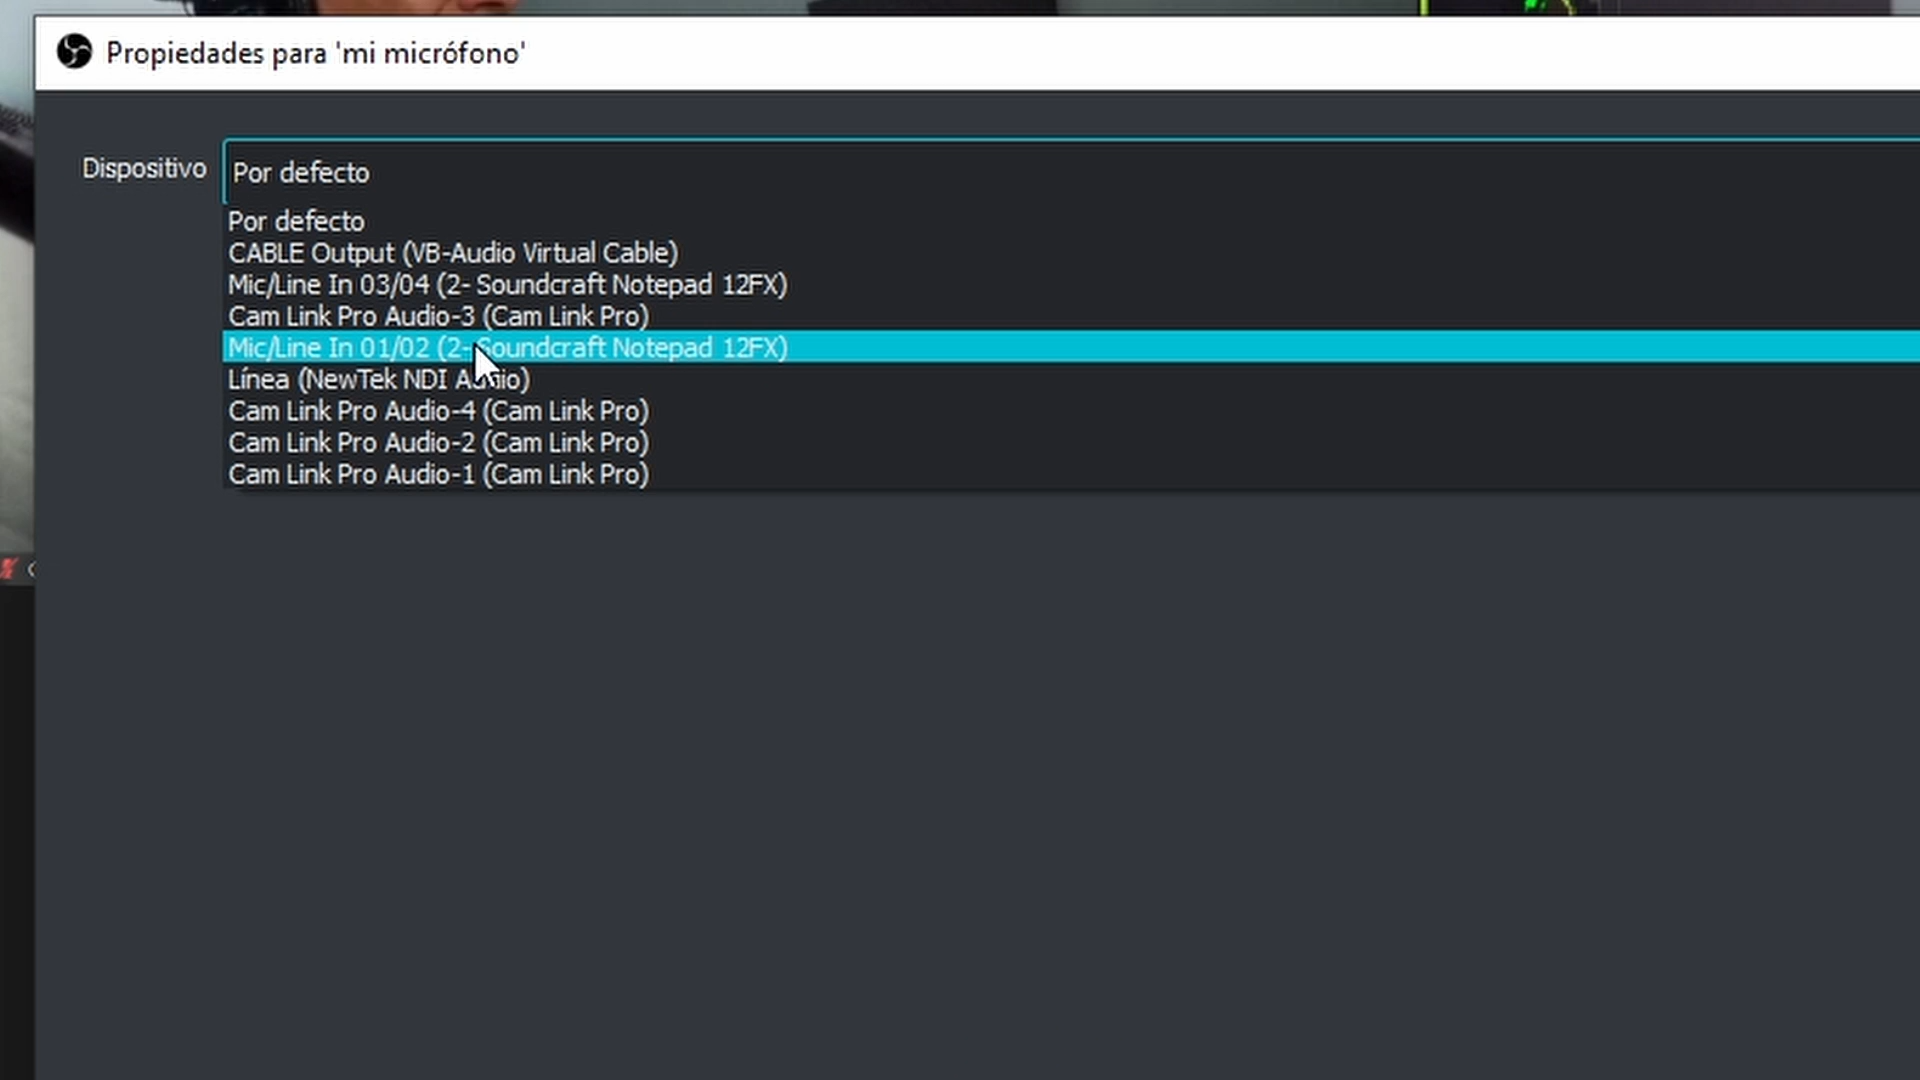 Propiedades para 'mi micrófono'
Dispositivo
Por defecto
Por defecto
CABLE Output (VB-Audio Virtual Cable)
Mic/Line In 03/04 (2- Soundcraft Notepad 12FX)
Cam Link Pro Audio-3 (Cam Link Pro)
Mic/Line In 01/02 (2- Soundcraft Notepad 12FX)
Línea (NewTek NDI Audio)
Cam Link Pro Audio-4 (Cam Link Pro)
Cam Link Pro Audio-2 (Cam Link Pro)
Cam Link Pro Audio-1 (Cam Link Pro)